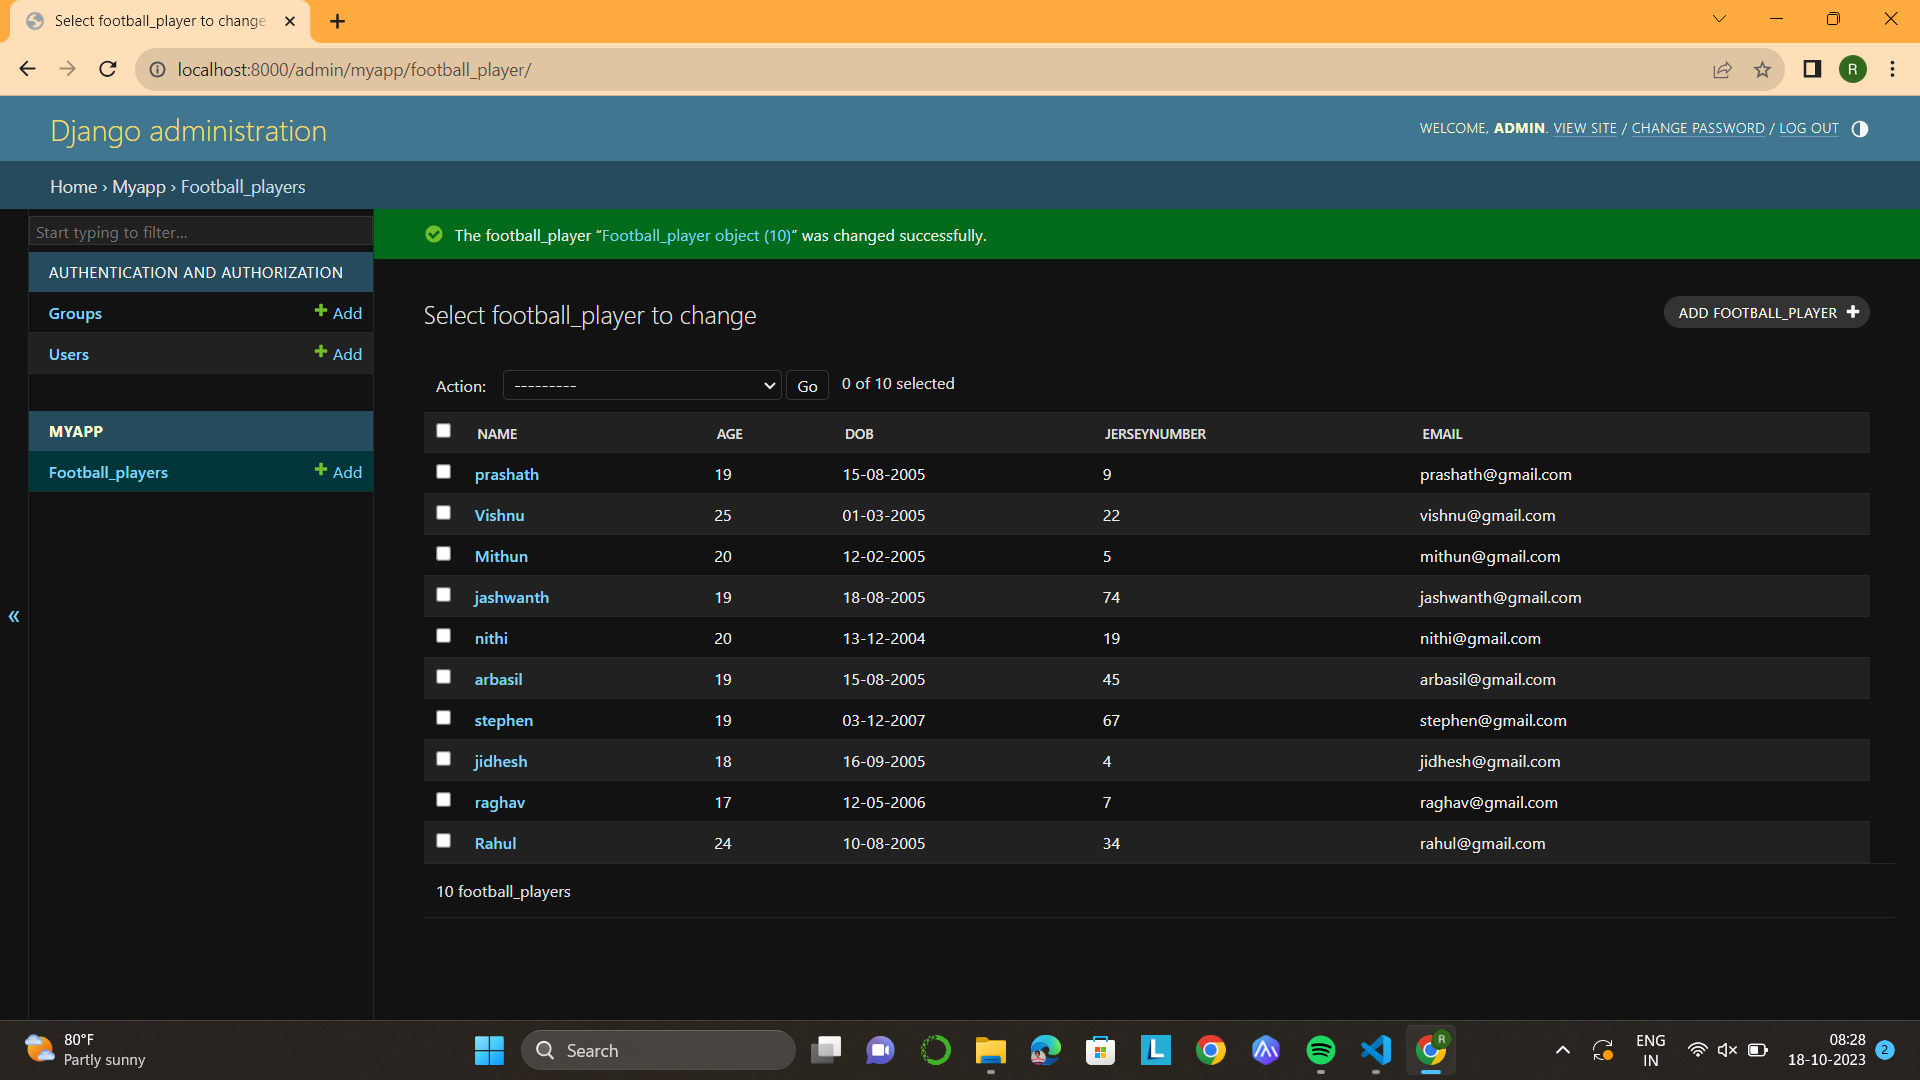 Select football_player to change
localhost:8000/admin/myapp/football_player/
R
Django administration
WELCOME, ADMIN. VIEW SITE / CHANGE PASSWORD / LOG OUT
Home › Myapp › Football_players
Start typing to filter...
The football_player “Football_player object (10)” was changed successfully.
AUTHENTICATION AND AUTHORIZATION
Groups Add
Users Add
MYAPP
Football_players Add
«
Select football_player to change
ADD FOOTBALL_PLAYER
Action: --------- Go 0 of 10 selected
NAME AGE DOB JERSEYNUMBER EMAIL
prashath 19 15-08-2005 9 prashath@gmail.com
Vishnu 25 01-03-2005 22 vishnu@gmail.com
Mithun 20 12-02-2005 5 mithun@gmail.com
jashwanth 19 18-08-2005 74 jashwanth@gmail.com
nithi 20 13-12-2004 19 nithi@gmail.com
arbasil 19 15-08-2005 45 arbasil@gmail.com
stephen 19 03-12-2007 67 stephen@gmail.com
jidhesh 18 16-09-2005 4 jidhesh@gmail.com
raghav 17 12-05-2006 7 raghav@gmail.com
Rahul 24 10-08-2005 34 rahul@gmail.com
10 football_players
80°F
Partly sunny
Search
L
R
ENG
IN
08:28
18-10-2023
2